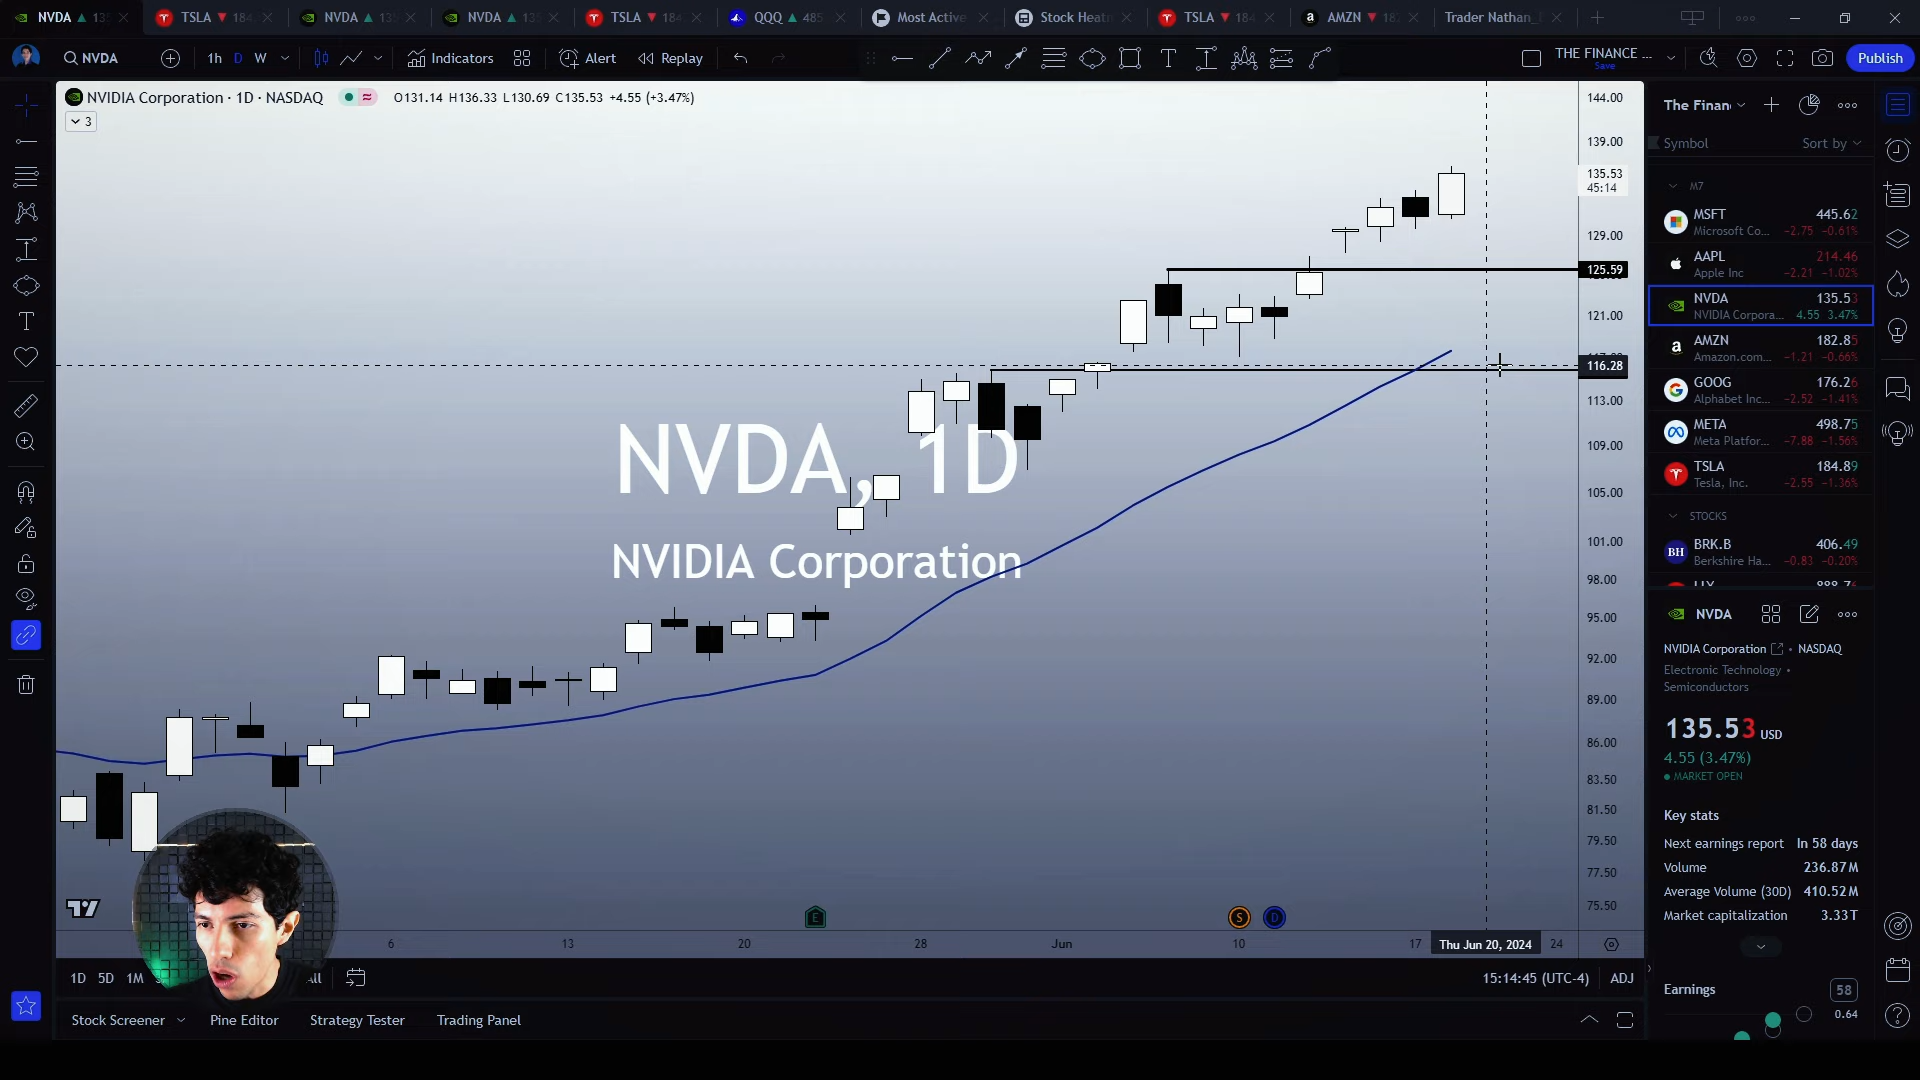 NVDA ▲ 13 TSLA ▼ 184 NVDA ▲ 13 NVDA ▲ 13 TSLA ▼ 184 QQQ ▲ 485 Most Active Stock Heat TSLA ▼ 184 AMZN ▼ 182 Trader Nathan_
NVDA 1h D W Indicators Alert Replay THE FINANCE ... Save Publish
NVIDIA Corporation · 1D · NASDAQ O131.14 H136.33 L130.69 C135.53 +4.55 (+3.47%)
3
NVDA, 1D
NVIDIA Corporation
144.00
139.00
135.53
45:14
129.00
125.59
121.00
116.28
113.00
109.00
105.00
101.00
98.00
95.00
92.00
89.00
86.00
83.50
81.50
79.50
77.50
75.50
E S D
6 13 20 28 Jun 10 17 Thu Jun 20, 2024 24
1D 5D 1M All 15:14:45 (UTC-4) ADJ
Stock Screener Pine Editor Strategy Tester Trading Panel
The Finan
Symbol Sort by
M7
MSFT 445.62
Microsoft Co... −2.75 −0.61%
AAPL 214.46
Apple Inc −2.21 −1.02%
NVDA 135.53
NVIDIA Corpora... 4.55 3.47%
AMZN 182.85
Amazon.com... −1.21 −0.66%
GOOG 176.26
Alphabet Inc... −2.52 −1.41%
META 498.75
Meta Platfor... −7.88 −1.56%
TSLA 184.89
Tesla, Inc. −2.55 −1.36%
STOCKS
BRK.B 406.49
Berkshire Ha... −0.83 −0.20%
NVDA
NVIDIA Corporation • NASDAQ
Electronic Technology •
Semiconductors
135.53 USD
4.55 (3.47%)
MARKET OPEN
Key stats
Next earnings report In 58 days
Volume 236.87M
Average Volume (30D) 410.52M
Market capitalization 3.33T
Earnings 58
0.64